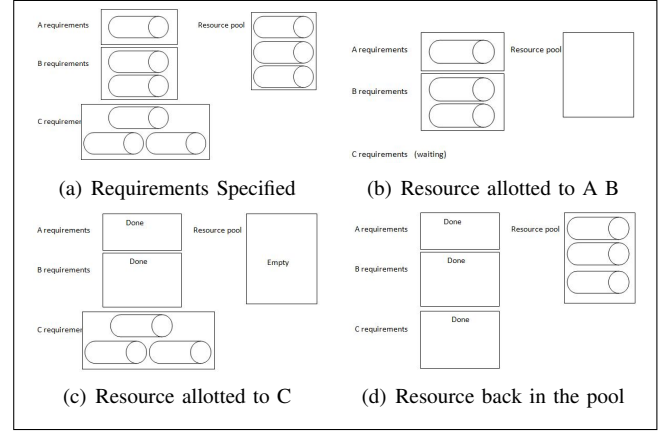 A requirements
Resource pool
B requirements
C requiremer
(a) Requirements Specified
A requirements
Resource pool
B requirements
C requirements (waiting)
(b) Resource allotted to A B
Done
A requirements
Resource pool
Done
B requirements
Empty
C requiremer
(c) Resource allotted to C
Done
A requirements
Resource pool
Done
B requirements
Done
C requirements
(d) Resource back in the pool